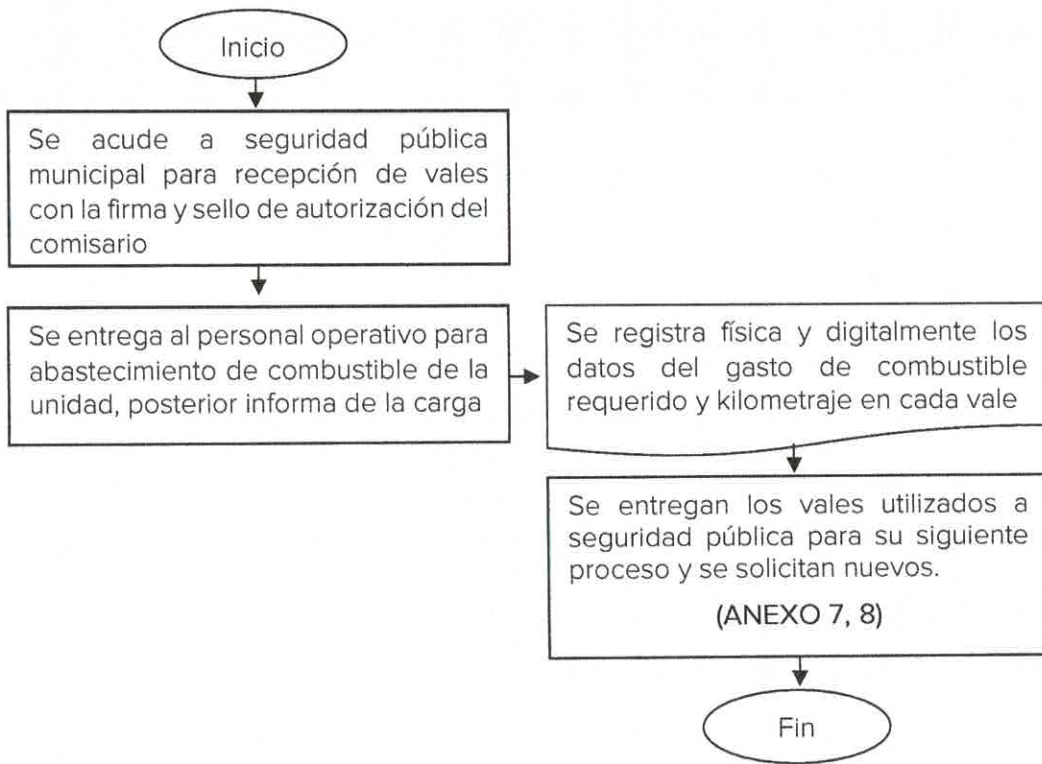 Inicio
Se acude a seguridad pública
municipal para recepción de vales
con la firma y sello de autorización del
comisario
Se entrega al personal operativo para
abastecimiento de combustible de la
unidad, posterior informa de la carga
Se registra física y digitalmente los
datos del gasto de combustible
requerido y kilometraje en cada vale
Se entregan los vales utilizados a
seguridad pública para su siguiente
proceso y se solicitan nuevos.
(ANEXO 7, 8)
Fin